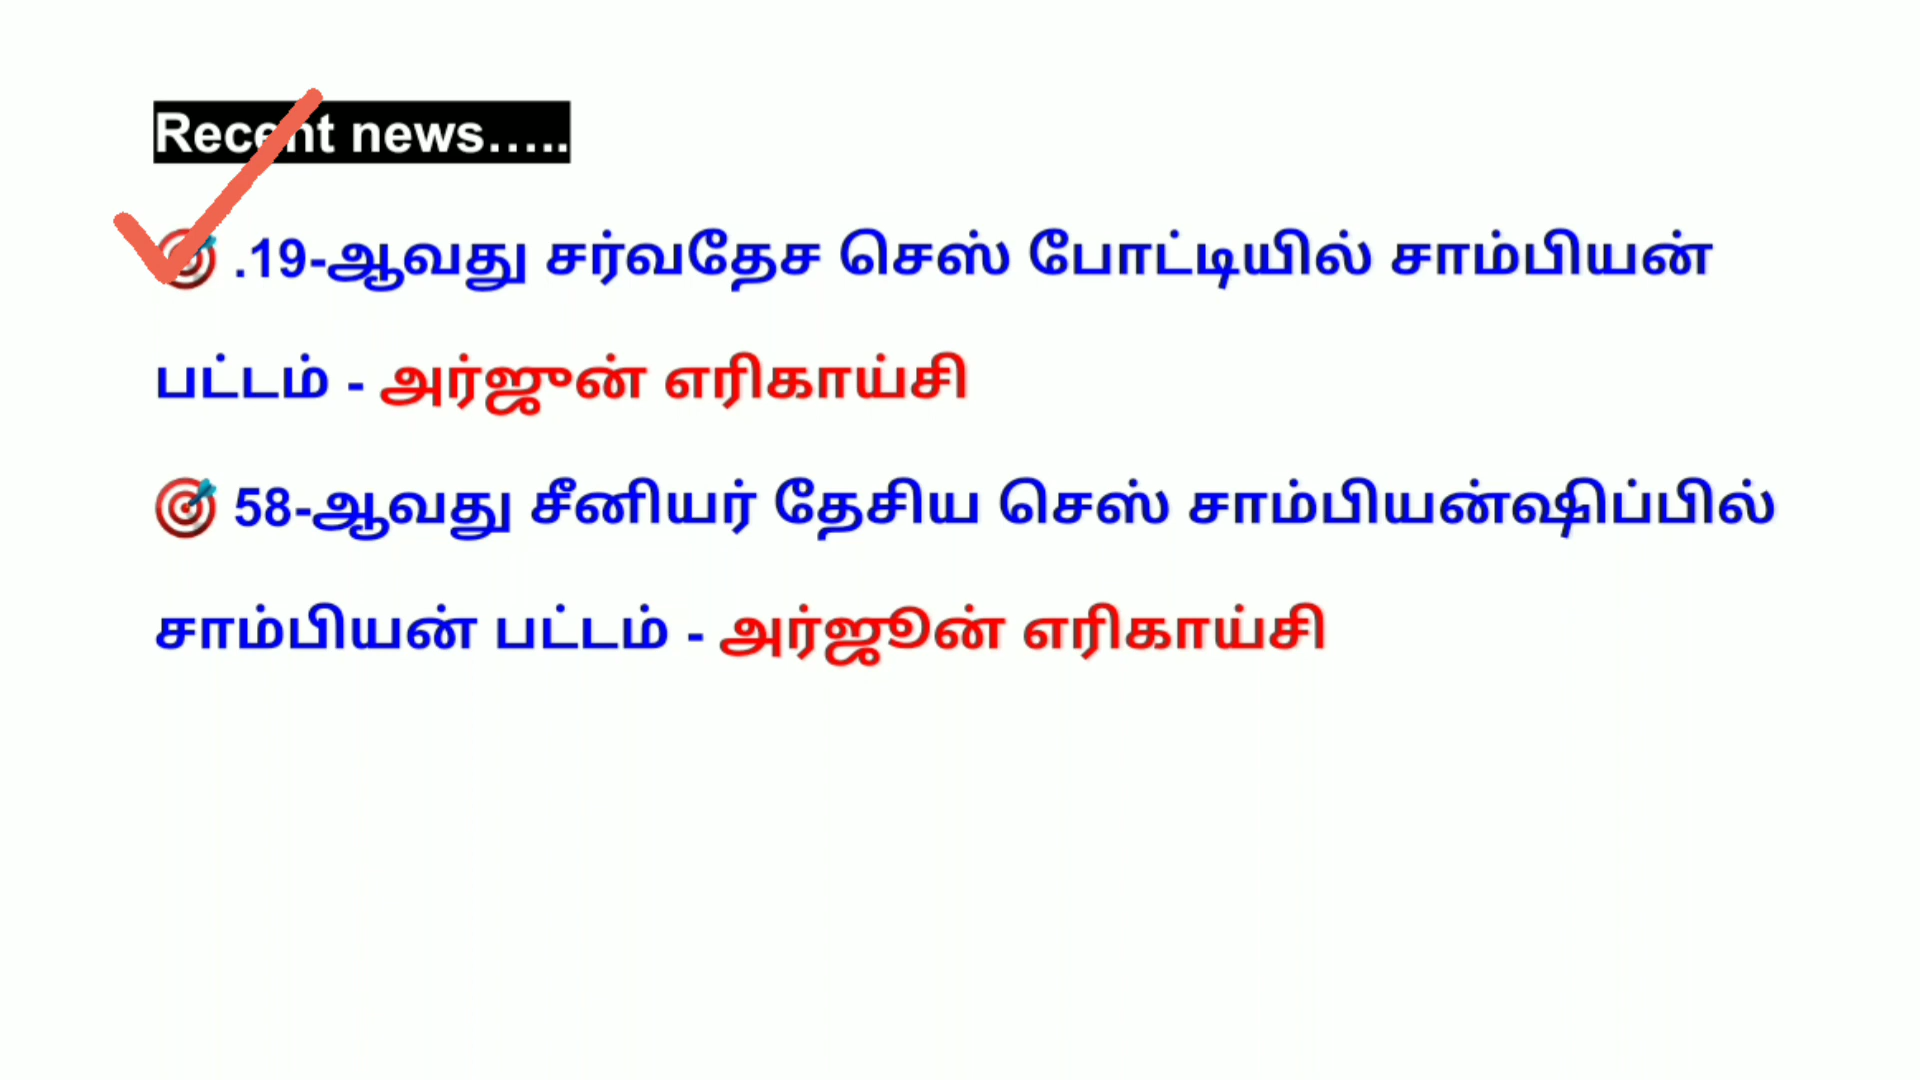 Recent news…..
🎯 .19-ஆவது சர்வதேச செஸ் போட்டியில் சாம்பியன்
பட்டம் - அர்ஜுன் எரிகாய்சி
🎯 58-ஆவது சீனியர் தேசிய செஸ் சாம்பியன்ஷிப்பில்
சாம்பியன் பட்டம் - அர்ஜூன் எரிகாய்சி